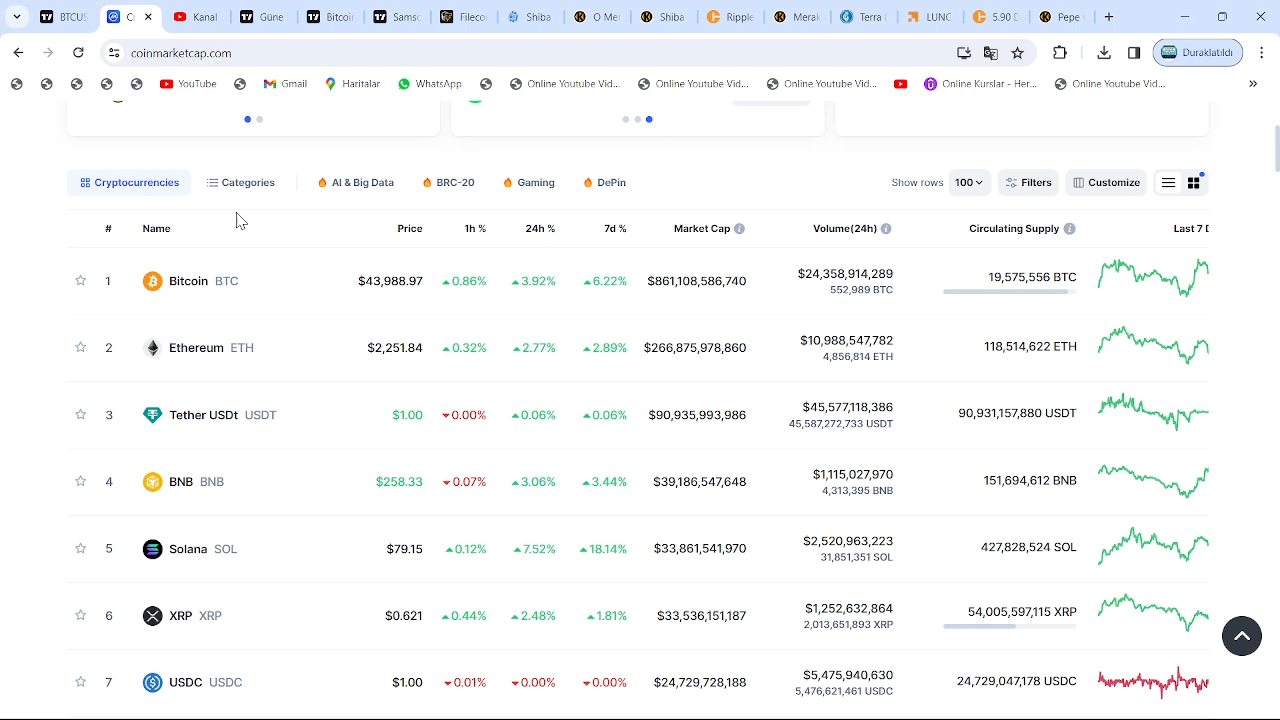 BTCUS
C
Kanal
Güne
Bitcoi
Samsc
Filecc
Shiba
O Mer
Shiba
Ripple
Merak
Tera (
LUNC
5.90 D
Pepe C
coinmarketcap.com
Duraklatıldı
YouTube
Gmail
Haritalar
WhatsApp
Online Youtube Vid...
Online Youtube Vid...
Online Youtube Vid...
Online Kurslar - Her...
Online Youtube Vid...
Cryptocurrencies
Categories
AI & Big Data
BRC-20
Gaming
DePin
Show rows
100
Filters
Customize
# Name Price 1h % 24h % 7d % Market Cap Volume(24h) Circulating Supply Last 7 D
1 Bitcoin BTC $43,988.97 0.86% 3.92% 6.22% $861,108,586,740 $24,358,914,289 19,575,556 BTC
552,989 BTC
2 Ethereum ETH $2,251.84 0.32% 2.77% 2.89% $266,875,978,860 $10,988,547,782 118,514,622 ETH
4,856,814 ETH
3 Tether USDt USDT $1.00 0.00% 0.06% 0.06% $90,935,993,986 $45,577,118,386 90,931,157,880 USDT
45,587,272,733 USDT
4 BNB BNB $258.33 0.07% 3.06% 3.44% $39,186,547,648 $1,115,027,970 151,694,612 BNB
4,313,395 BNB
5 Solana SOL $79.15 0.12% 7.52% 18.14% $33,861,541,970 $2,520,363,223 427,828,524 SOL
31,851,351 SOL
6 XRP XRP $0.621 0.44% 2.48% 1.81% $33,536,151,187 $1,252,632,864 54,005,597,115 XRP
2,013,651,893 XRP
7 USDC USDC $1.00 0.01% 0.00% 0.00% $24,729,728,188 $5,475,940,630 24,729,047,178 USDC
5,476,621,461 USDC